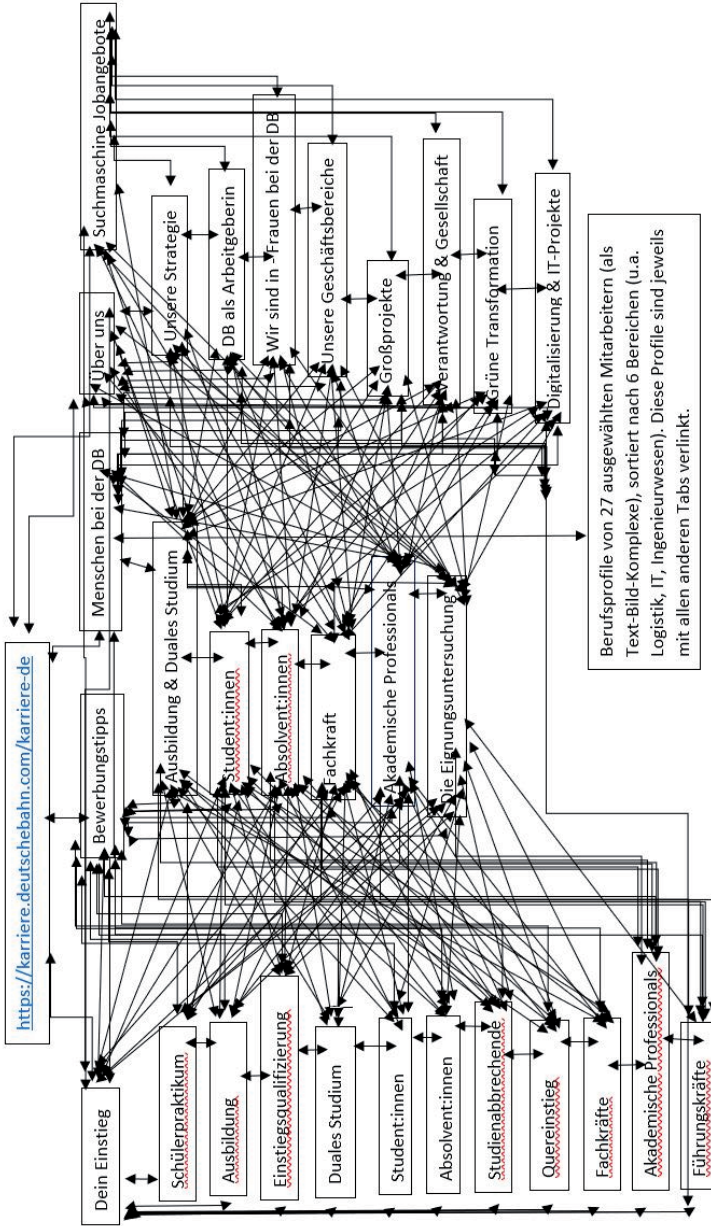 https://karriere.deutschebahn.com/karriere-de
Dein Einstieg
Bewerbungstipps
Menschen bei der DB
Über uns
Suchmaschine Jobangebote
Schülerpraktikum
Ausbildung
Einstiegsqualifizierung
Duales Studium
Student:innen
Absolvent:innen
Studienabbrechende
Quereinstieg
Fachkräfte
Akademische Professionals
Führungskräfte
Ausbildung & Duales Studium
Student:innen
Absolvent:innen
Fachkraft
Akademische Professionals
Die Eignungsuntersuchung
Unsere Strategie
DB als Arbeitgeberin
Wir sind in - Frauen bei der DB
Unsere Geschäftsbereiche
Großprojekte
erantwortung & Gesellschaft
Grüne Transformation
Digitalisierung & IT-Projekte
Berufsprofile von 27 ausgewählten Mitarbeitern (als
Text-Bild-Komplexe), sortiert nach 6 Bereichen (u.a.
Logistik, IT, Ingenieurwesen). Diese Profile sind jeweils
mit allen anderen Tabs verlinkt.